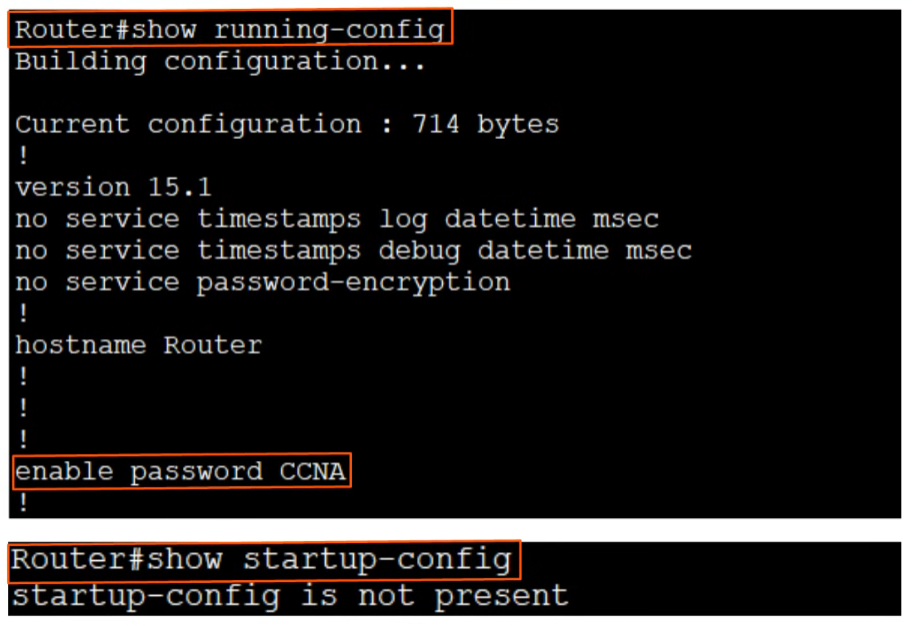 Router#show running-config
Building configuration...
Current configuration : 714 bytes
!
version 15.1
no service timestamps log datetime msec
no service timestamps debug datetime msec
no service password-encryption
!
hostname Router
!
!
!
enable password CCNA
!
Router#show startup-config
startup-config is not present